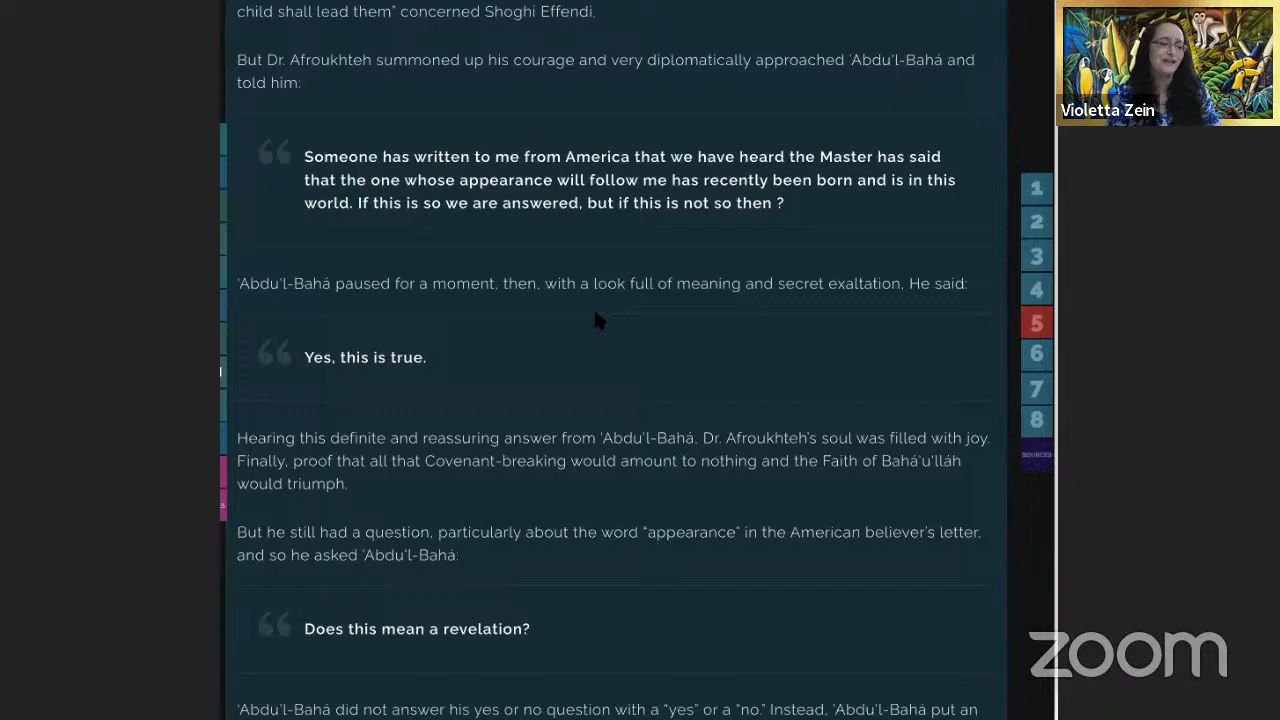 child shall lead them” concerned Shoghi Effendi.
But Dr. Afroukhteh summoned up his courage and very diplomatically approached ‘Abdu'l-Bahá and
told him:
Someone has written to me from America that we have heard the Master has said
that the one whose appearance will follow me has recently been born and is in this
world. If this is so we are answered, but if this is not so then ?
‘Abdu'l-Bahá paused for a moment, then, with a look full of meaning and secret exaltation, He said:
Yes, this is true.
Hearing this definite and reassuring answer from ‘Abdu'l-Bahá, Dr. Afroukhteh’s soul was filled with joy.
Finally, proof that all that Covenant-breaking would amount to nothing and the Faith of Bahá'u'lláh
would triumph.
But he still had a question, particularly about the word “appearance” in the American believer’s letter,
and so he asked ‘Abdu'l-Bahá:
Does this mean a revelation?
‘Abdu'l-Bahá did not answer his yes or no question with a “yes” or a “no.” Instead, ‘Abdu'l-Bahá put an
Violetta Zein
1
2
3
4
5
6
7
8
SOURCES
zoom